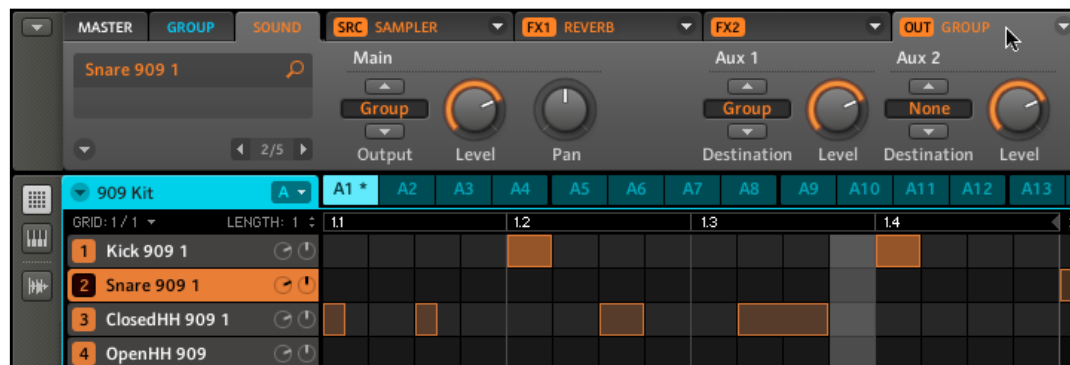 MASTER GROUP SOUND SRC SAMPLER FX1 REVERB FX2 OUT GROUP
Snare 909 1 Main Aux 1 Aux 2
Group Group None
2/5 Output Level Pan Destination Level Destination Level
909 Kit A A1 * A2 A3 A4 A5 A6 A7 A8 A9 A10 A11 A12 A13
GRID: 1 / 1 LENGTH: 1 1.1 1.2 1.3 1.4
1 Kick 909 1
2 Snare 909 1
3 ClosedHH 909 1
4 OpenHH 909